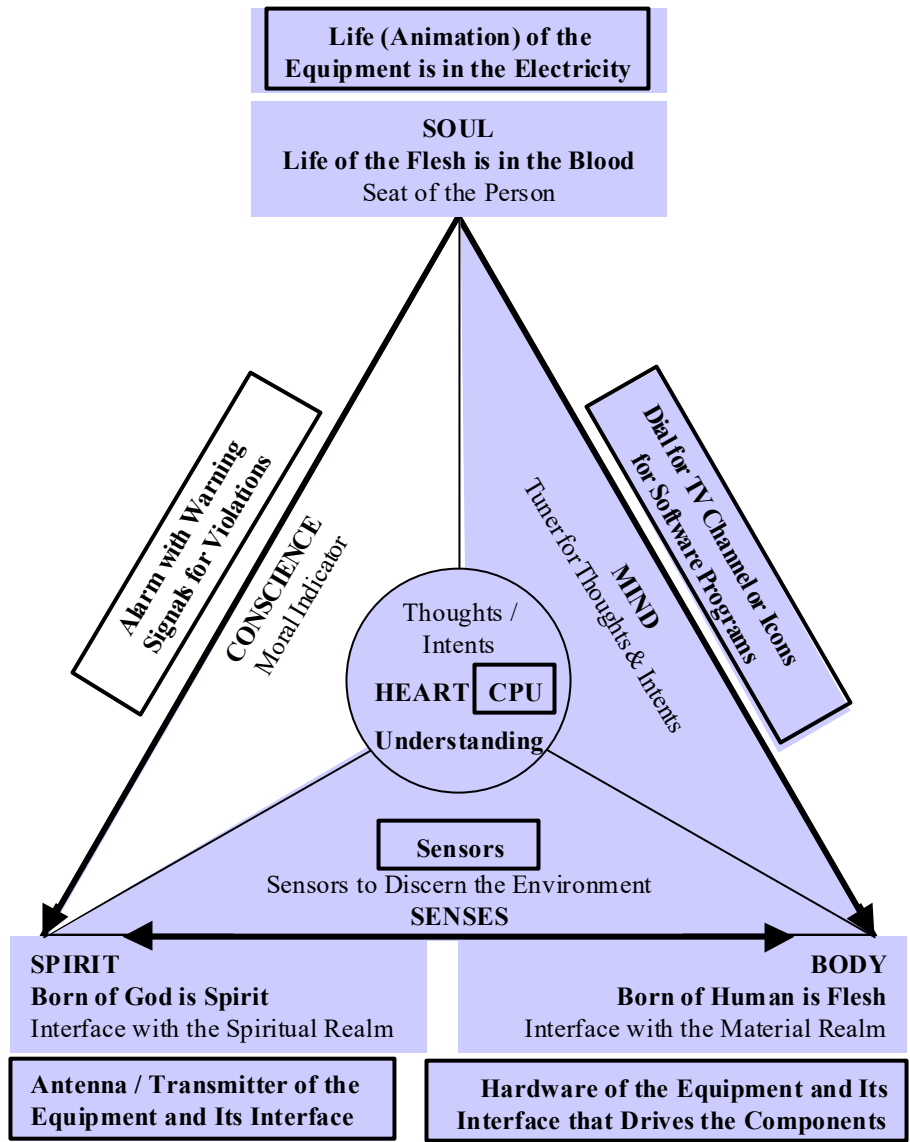 Life (Animation) of the
Equipment is in the Electricity
SOUL
Life of the Flesh is in the Blood
Seat of the Person
Alarm with Warning
Signals for Violations
CONSCIENCE
Moral Indicator
Dial for TV Channel or Icons
for Software Programs
MIND
Tuner for Thoughts & Intents
Thoughts /
Intents
HEART CPU
Understanding
Sensors
Sensors to Discern the Environment
SENSES
SPIRIT
Born of God is Spirit
Interface with the Spiritual Realm
BODY
Born of Human is Flesh
Interface with the Material Realm
Antenna / Transmitter of the
Equipment and Its Interface
Hardware of the Equipment and Its
Interface that Drives the Components